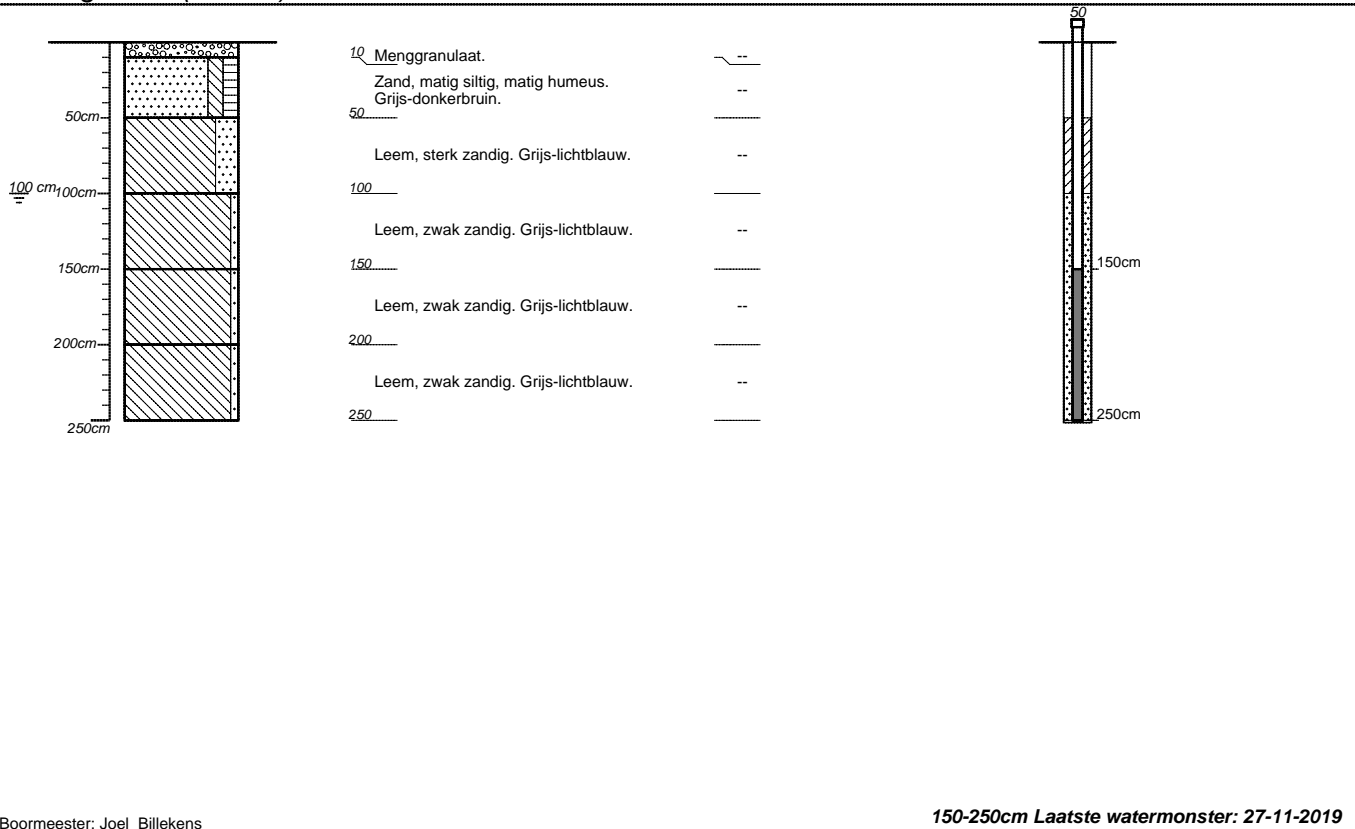 50
10 Menggranulaat. --
Zand, matig siltig, matig humeus.
Grijs-donkerbruin. --
50cm
50
Leem, sterk zandig. Grijs-lichtblauw. --
100 cm
100cm
100
Leem, zwak zandig. Grijs-lichtblauw. --
150cm
150
150cm
Leem, zwak zandig. Grijs-lichtblauw. --
200cm
200
Leem, zwak zandig. Grijs-lichtblauw. --
250cm
250
250cm
Boormeester: Joel Billekens
150-250cm Laatste watermonster: 27-11-2019